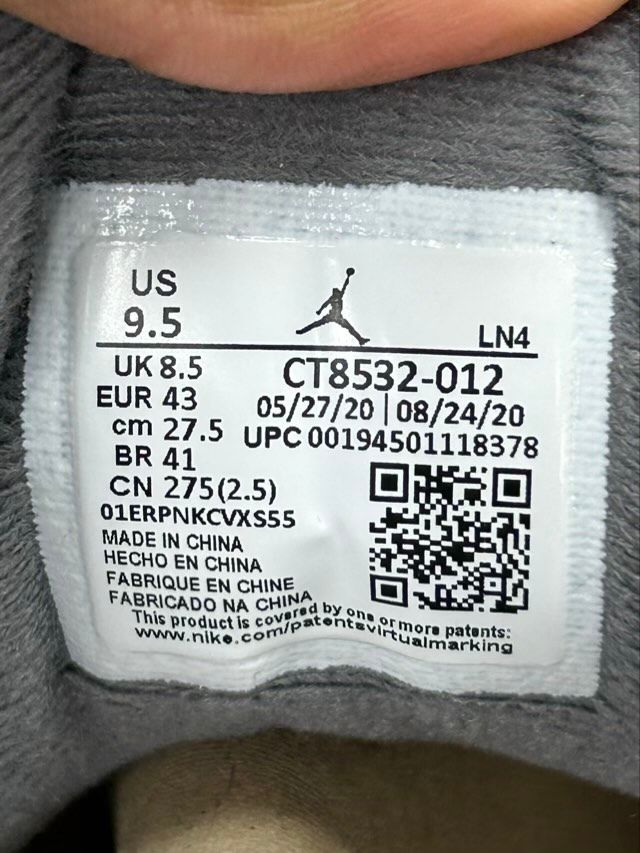 US
9.5
LN4
UK 8.5
CT8532-012
EUR 43
05/27/20 | 08/24/20
cm 27.5
UPC 00194501118378
BR 41
CN 275(2.5)
01ERPNKCVXS55
MADE IN CHINA
HECHO EN CHINA
FABRIQUE EN CHINE
FABRICADO NA CHINA
This product is covered by one or more patents:
www.nike.com/patentsvirtualmarking